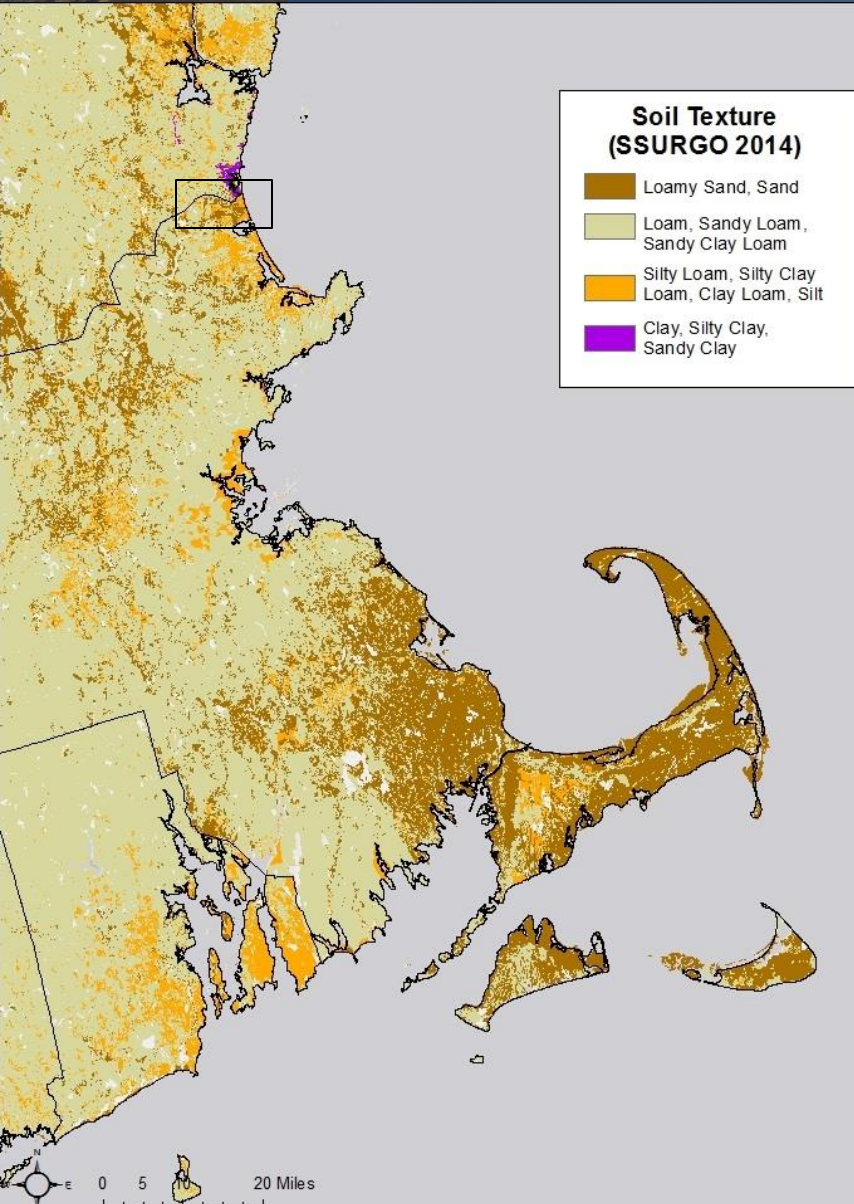 Soil Texture
(SSURGO 2014)
Loamy Sand, Sand
Loam, Sandy Loam,
Sandy Clay Loam
Silty Loam, Silty Clay
Loam, Clay Loam, Silt
Clay, Silty Clay,
Sandy Clay
N
E
0 5 10 20 Miles